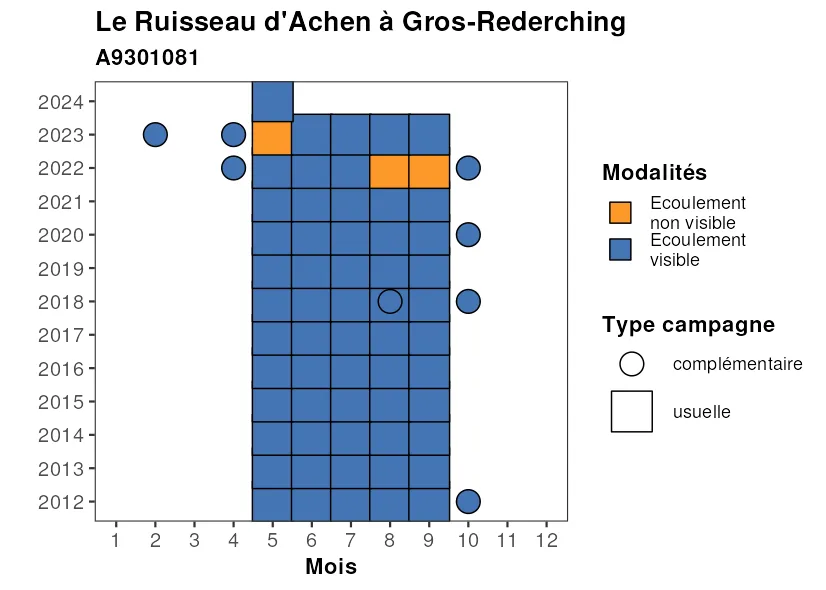 Le Ruisseau d'Achen à Gros-Rederching
A9301081
2024
2023
2022
2021
2020
2019
2018
2017
2016
2015
2014
2013
2012
1 2 3 4 5 6 7 8 9 10 11 12
Mois
Modalités
Ecoulement
non visible
Ecoulement
visible
Type campagne
complémentaire
usuelle